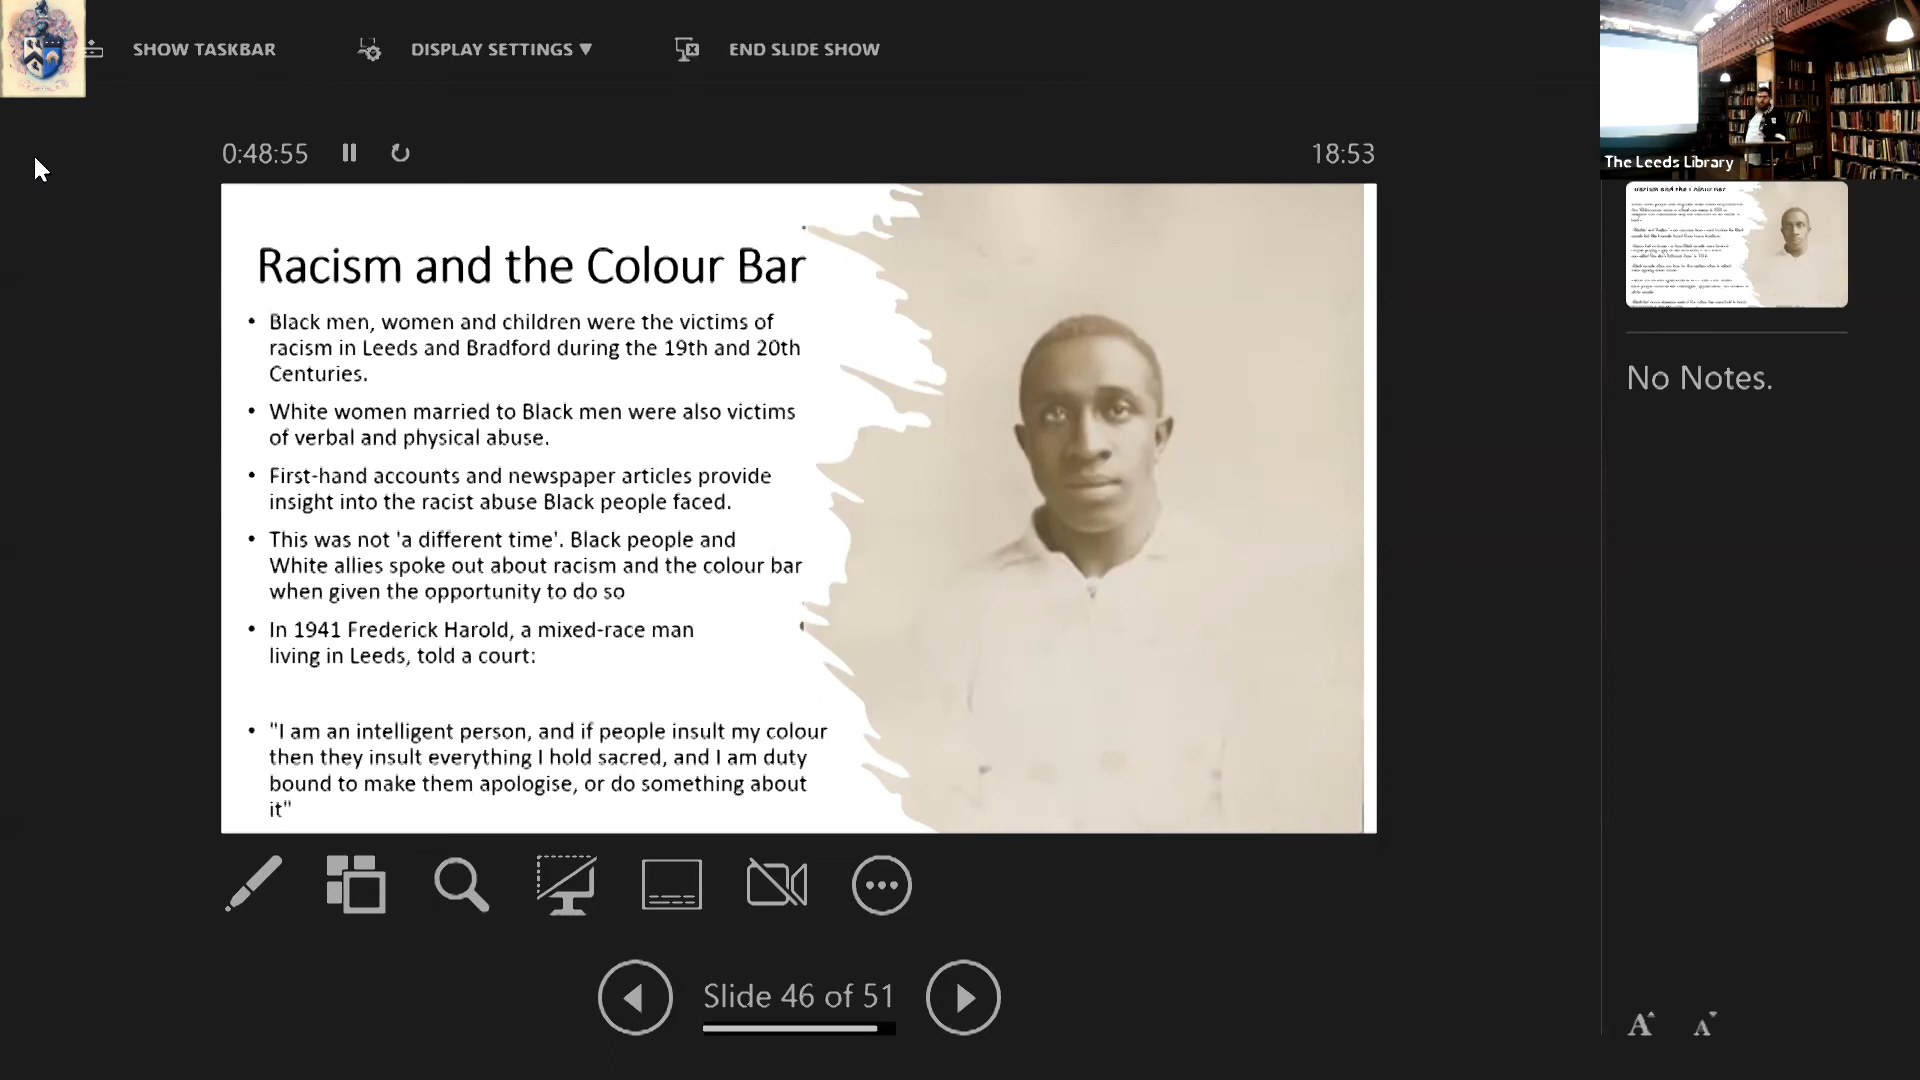 SHOW TASKBAR
DISPLAY SETTINGS ▼
END SLIDE SHOW
0:48:55
18:53
The Leeds Library
Racism and the Colour Bar
• Black men, women and children were the victims of
racism in Leeds and Bradford during the 19th and 20th
Centuries.
• White women married to Black men were also victims
of verbal and physical abuse.
• First-hand accounts and newspaper articles provide
insight into the racist abuse Black people faced.
• This was not 'a different time'. Black people and
White allies spoke out about racism and the colour bar
when given the opportunity to do so
• In 1941 Frederick Harold, a mixed-race man
living in Leeds, told a court:
• "I am an intelligent person, and if people insult my colour
then they insult everything I hold sacred, and I am duty
bound to make them apologise, or do something about
it"
Racism and the Colour Bar
No Notes.
Slide 46 of 51
A A